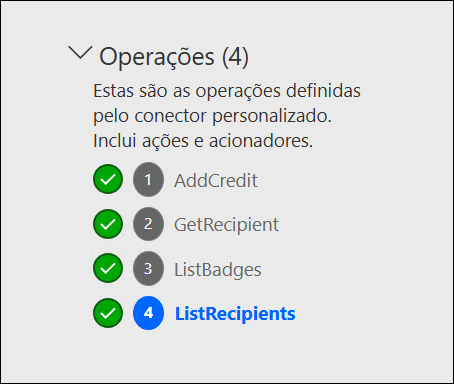 Operações (4)
Estas são as operações definidas
pelo conector personalizado.
Inclui ações e acionadores.
1 AddCredit
2 GetRecipient
3 ListBadges
4 ListRecipients